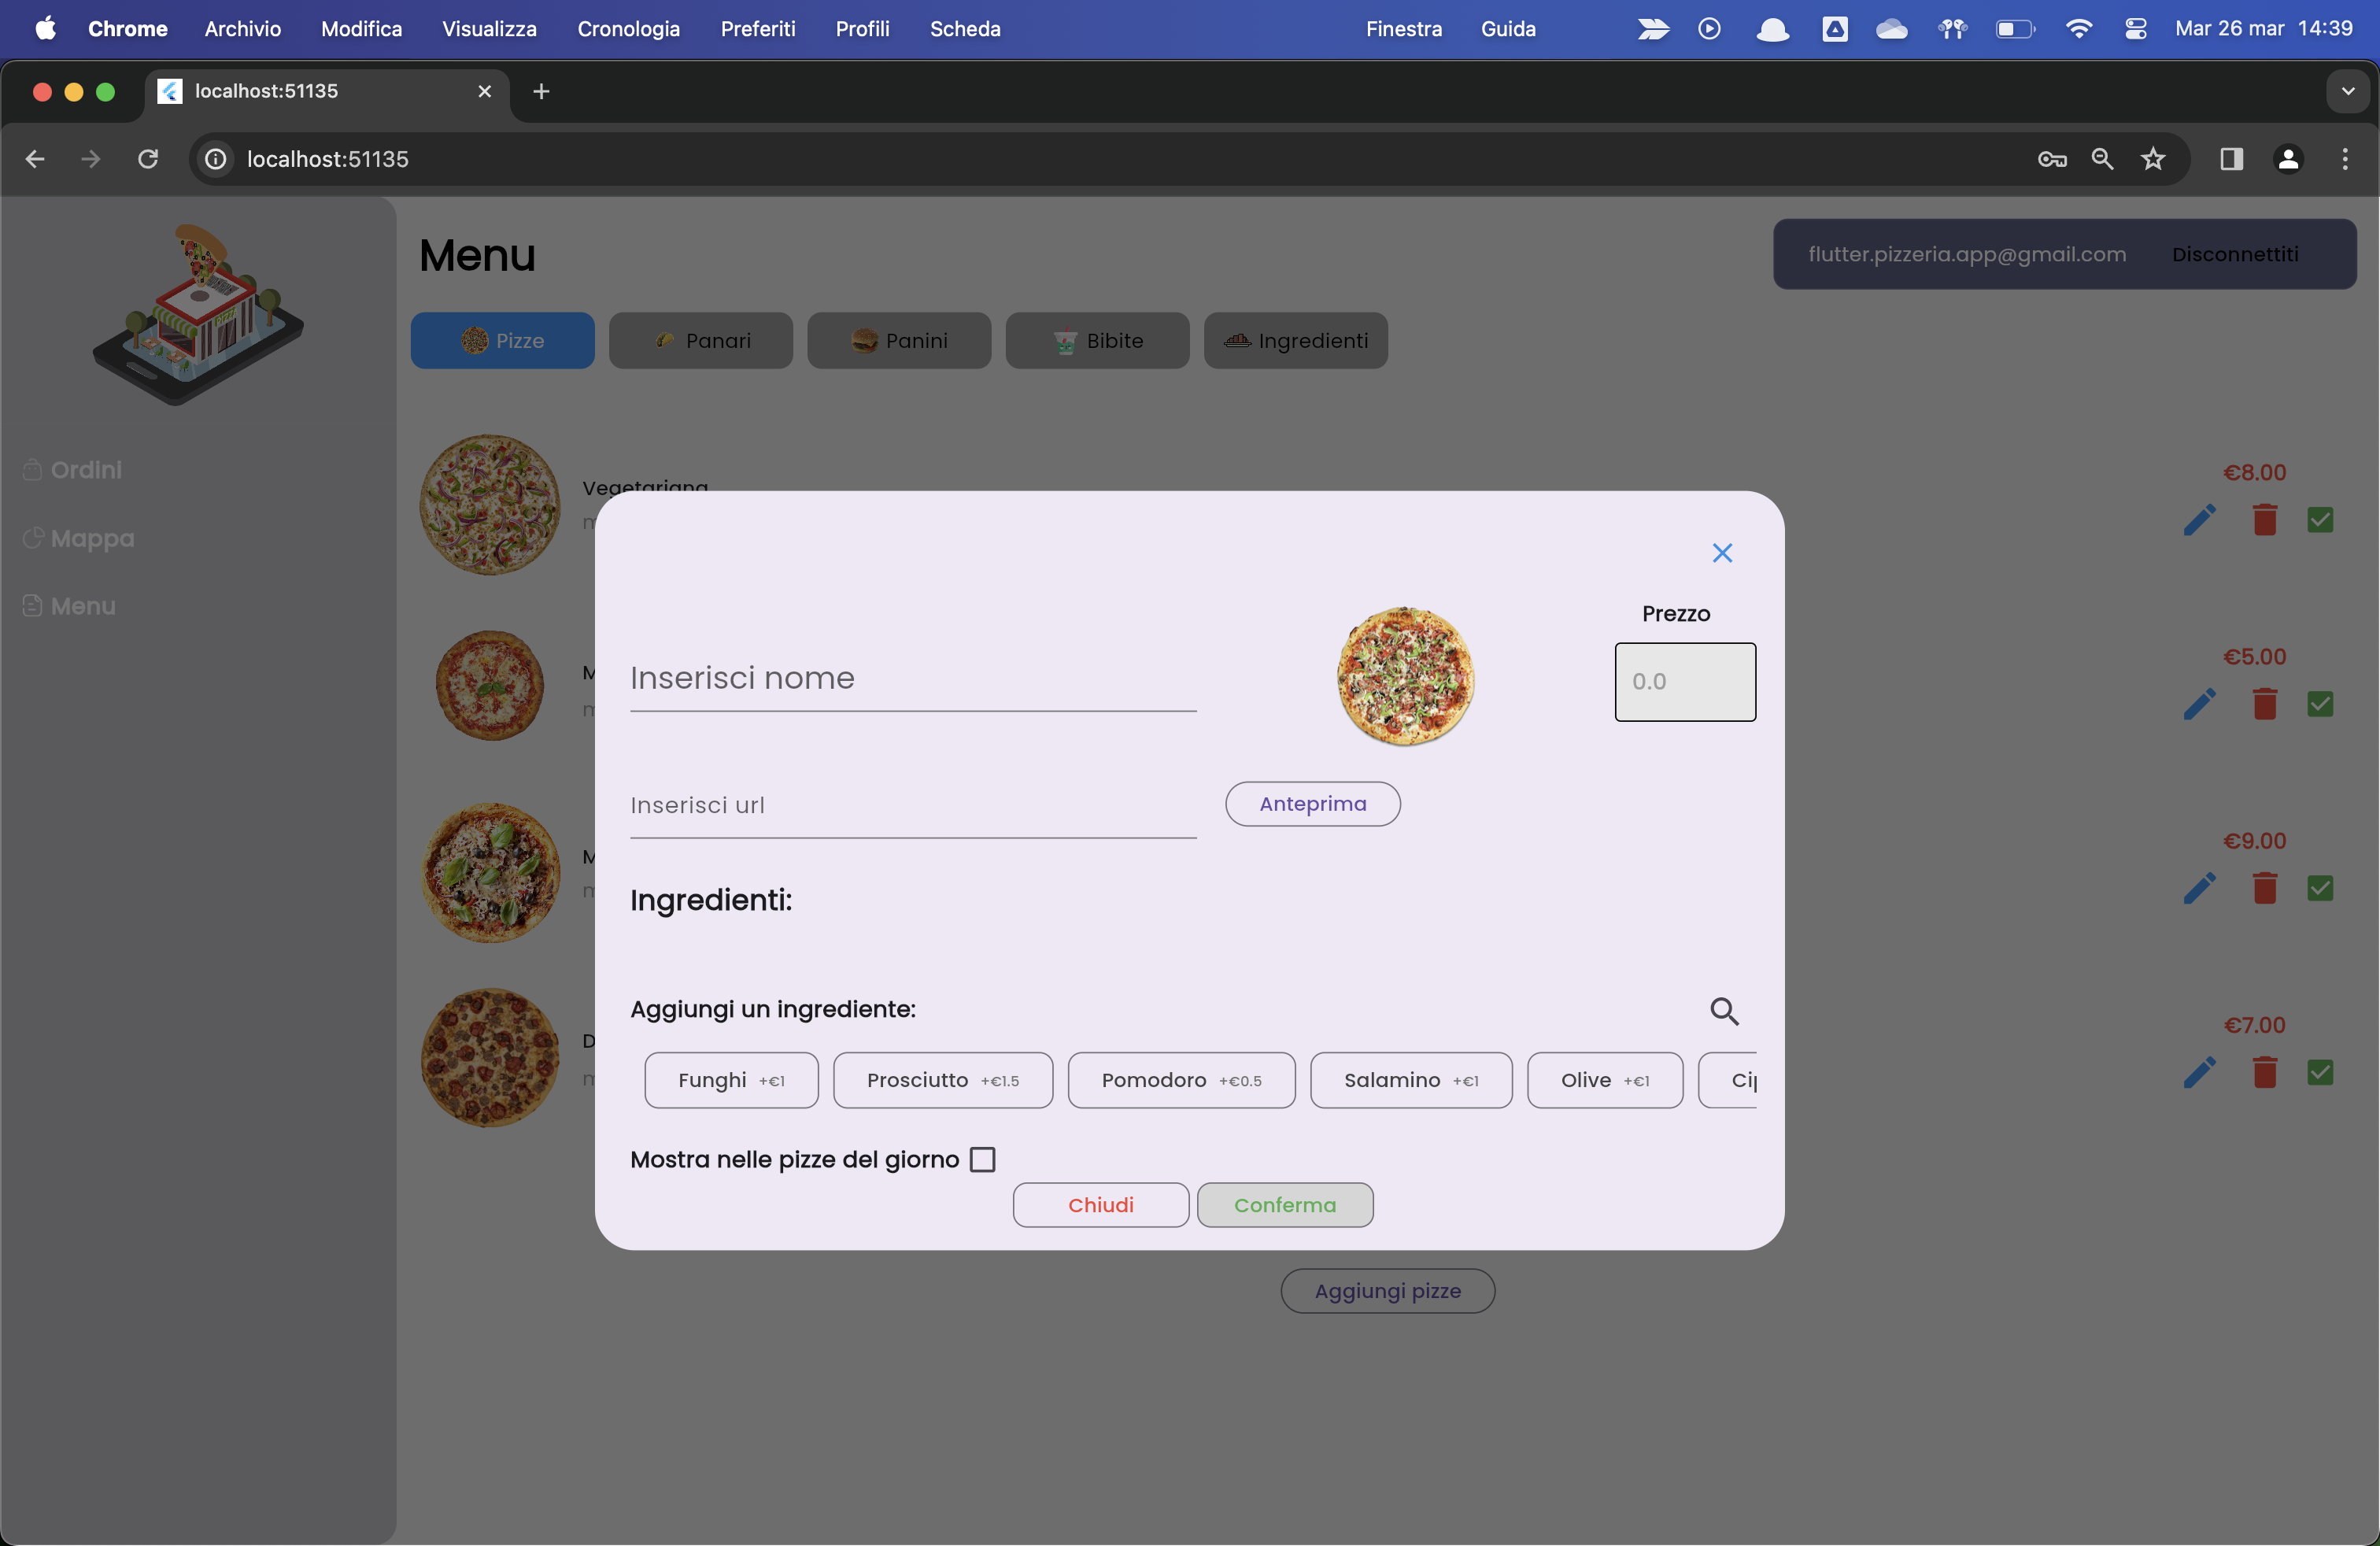 Chrome Archivio Modifica Visualizza Cronologia Preferiti Profili Scheda Finestra Guida Mar 26 mar 14:39
localhost:51135
localhost:51135
Menu
flutter.pizzeria.app@gmail.com Disconnettiti
Pizze Panari Panini Bibite Ingredienti
Ordini
Mappa
Menu
Vegetariana
€8.00
€5.00
€9.00
€7.00
Prezzo
Inserisci nome
0.0
Inserisci url
Anteprima
Ingredienti:
Aggiungi un ingrediente:
Funghi +€1 Prosciutto +€1.5 Pomodoro +€0.5 Salamino +€1 Olive +€1
Mostra nelle pizze del giorno
Chiudi Conferma
Aggiungi pizze